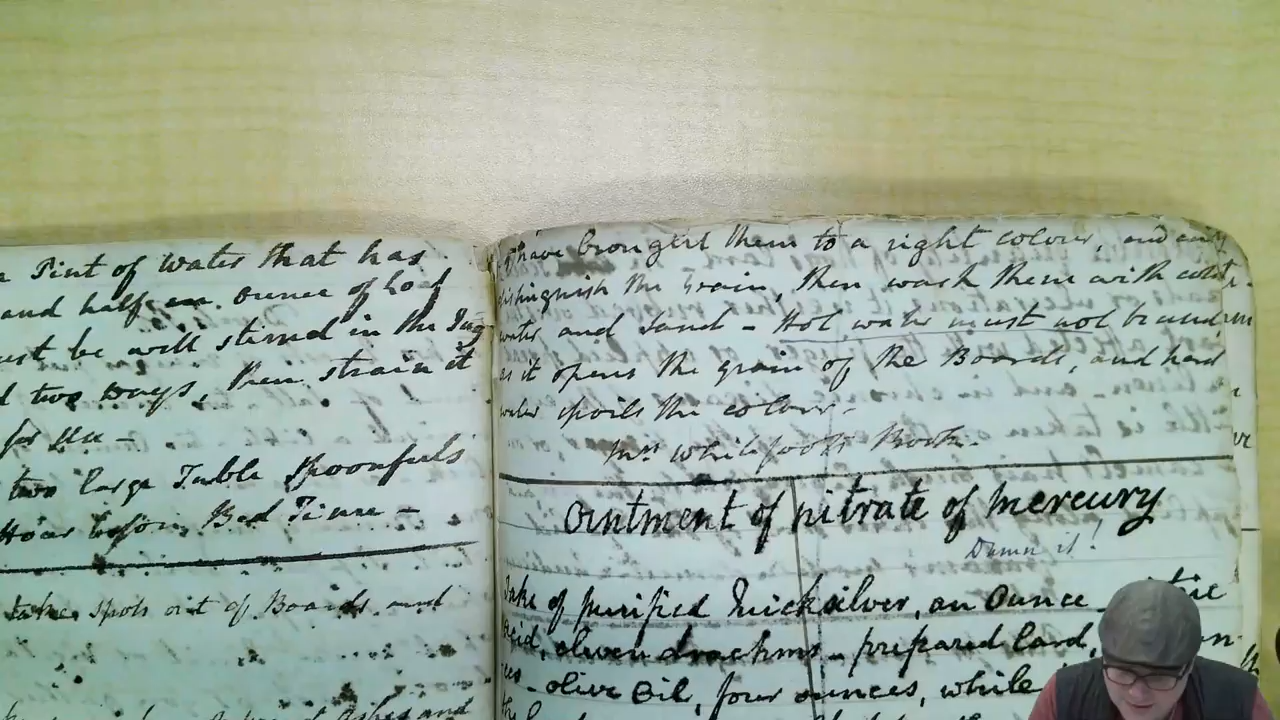 a Pint of water that has
and half an ounce of
must be well stirred in the Jug
two Days, then strain it
for Use -
two large Table Spoonfuls
Hour before Bed Time -
take spots out of Boards and
Ashes and
have brought them to a right colour, and
distinguish the Grain, then wash them with
water and Sand - Hot water must not be used
as it opens the grain of the Boards, and hard
water spoils the colour -
Mrs Book.
Ointment of nitrate of mercury
Damn it!
Take of purified Quicksilver, an Ounce
acid, eleven drachms - prepared lard,
- olive Oil, four ounces, while